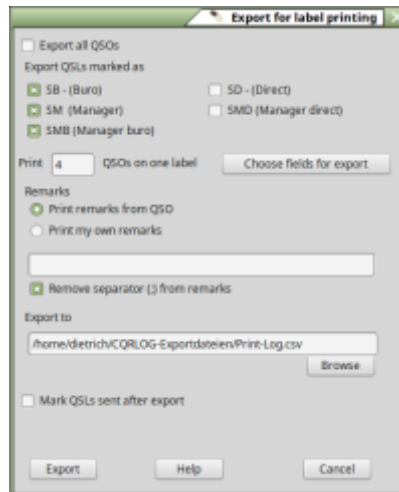 Export for label printing
Export all QSOs
Export QSLs marked as
SB - (Buro) SD - (Direct)
SM (Manager) SMD (Manager direct)
SMB (Manager buro)
Print 4 QSOs on one label Choose fields for export
Remarks
Print remarks from QSO
Print my own remarks
Remove separator (;) from remarks
Export to
/home/dietrich/CQRLOG-Exportdateien/Print-Log.csv
Browse
Mark QSLs sent after export
Export Help Cancel